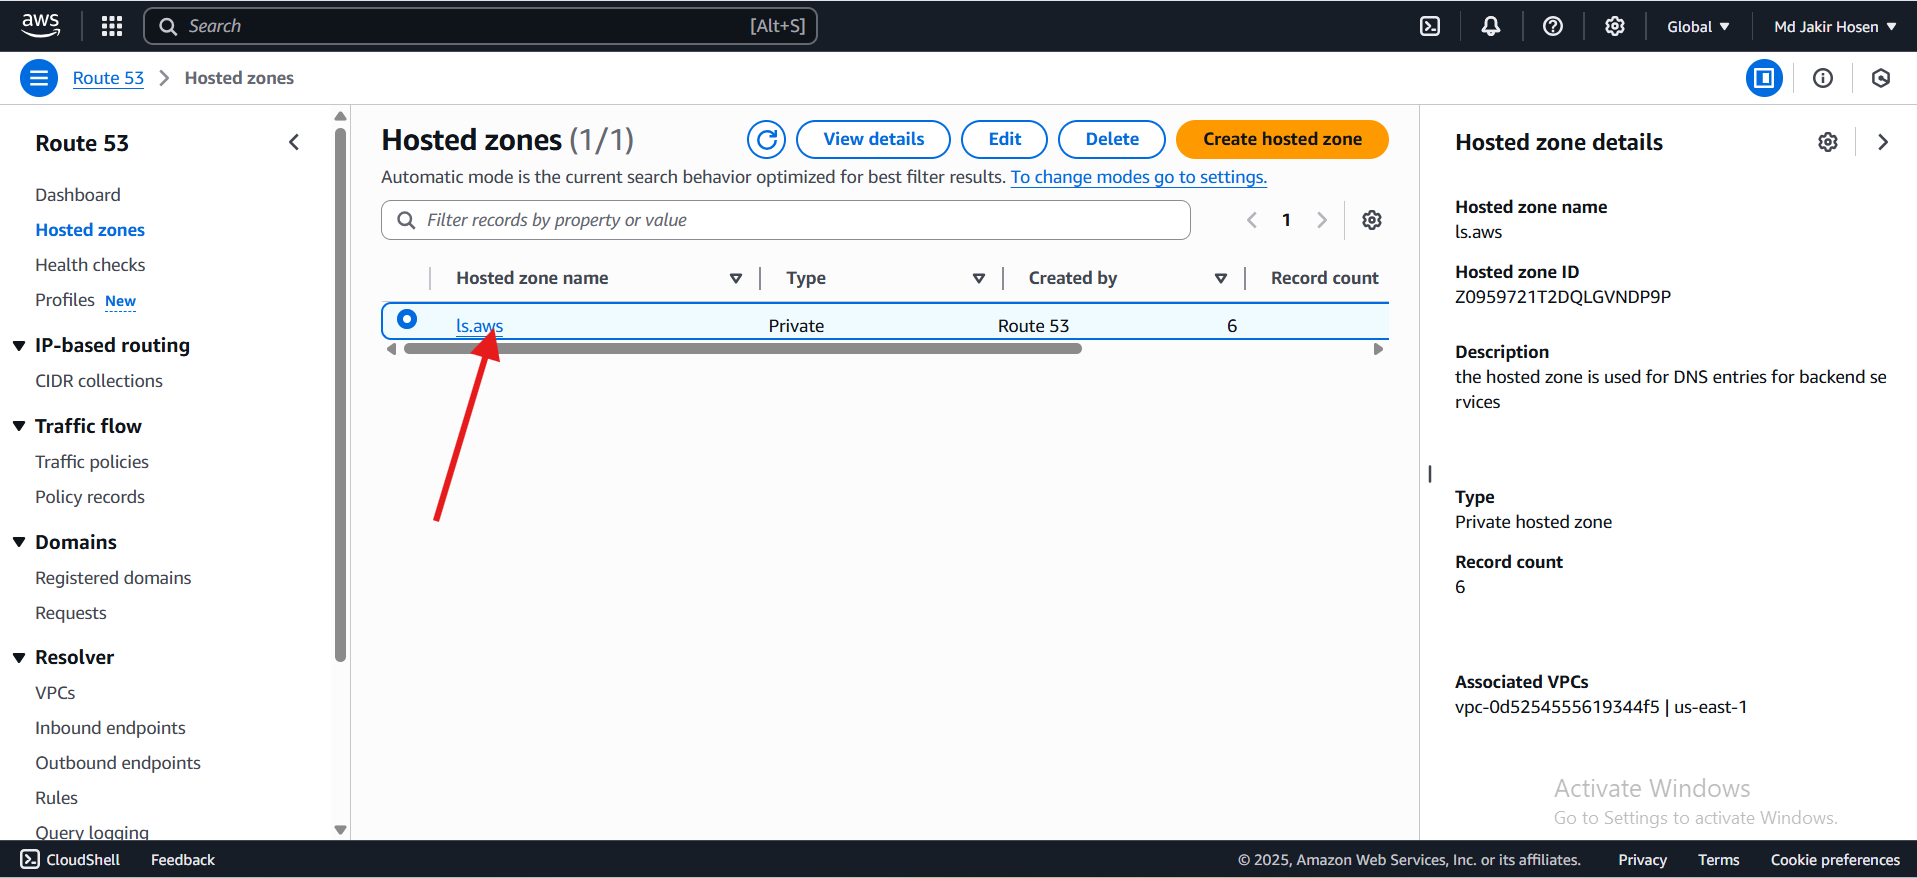 aws
Search [Alt+S]
Global
Md Jakir Hosen
Route 53
Hosted zones
Route 53
Dashboard
Hosted zones
Health checks
Profiles New
IP-based routing
CIDR collections
Traffic flow
Traffic policies
Policy records
Domains
Registered domains
Requests
Resolver
VPCs
Inbound endpoints
Outbound endpoints
Rules
Query logging
Hosted zones (1/1)
View details
Edit
Delete
Create hosted zone
Automatic mode is the current search behavior optimized for best filter results. To change modes go to settings.
Filter records by property or value
1
Hosted zone name Type Created by Record count
ls.aws Private Route 53 6
Hosted zone details
Hosted zone name
ls.aws
Hosted zone ID
Z0959721T2DQLGVNDP9P
Description
the hosted zone is used for DNS entries for backend se
rvices
Type
Private hosted zone
Record count
6
Associated VPCs
vpc-0d5254555619344f5 | us-east-1
Activate Windows
Go to Settings to activate Windows.
CloudShell
Feedback
© 2025, Amazon Web Services, Inc. or its affiliates.
Privacy
Terms
Cookie preferences